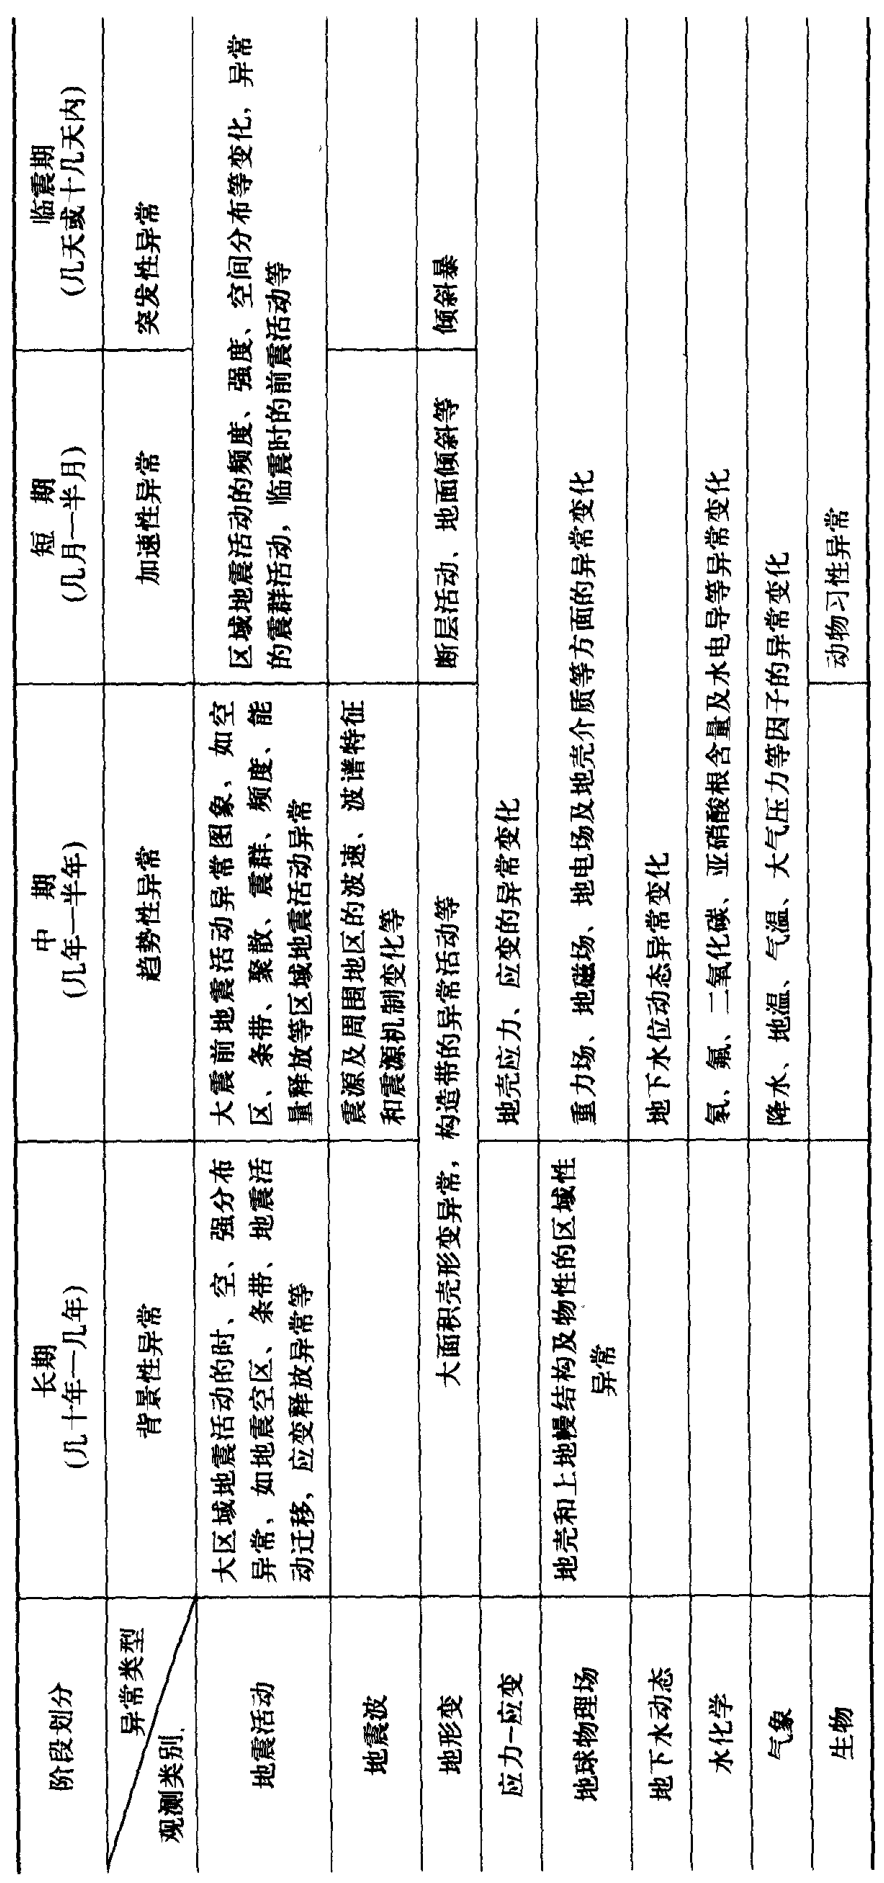 阶段划分
长期
(几十年—几年)
中 期
(几年—半年)
短 期
(几月—半月)
临震期
(几天或十几天内)
异常类型
观测类别
背景性异常
趋势性异常
加速性异常
突发性异常
地震活动
大区域地震活动的时、空、强分布
异常，如地震空区、条带、地震活
动迁移，应变释放异常等
大震前地震活动异常图象，如空
区、条带、聚散、震群、频度、能
量释放等区域地震活动异常
区域地震活动的频度、强度、空间分布等变化，异常
的震群活动，临震时的前震活动等
地震波
震源及周围地区的波速、波谱特征
和震源机制变化等
地形变
大面积壳形变异常，构造带的异常活动等
断层活动、地面倾斜等
倾斜暴
应力-应变
地壳应力、应变的异常变化
地球物理场
地壳和上地幔结构及物性的区域性
异常
重力场、地磁场、地电场及地壳介质等方面的异常变化
地下水动态
地下水位动态异常变化
水化学
氡、氟、二氧化碳、亚硝酸根含量及水电导等异常变化
气象
降水、地温、气温、大气压力等因子的异常变化
生物
动物习性异常